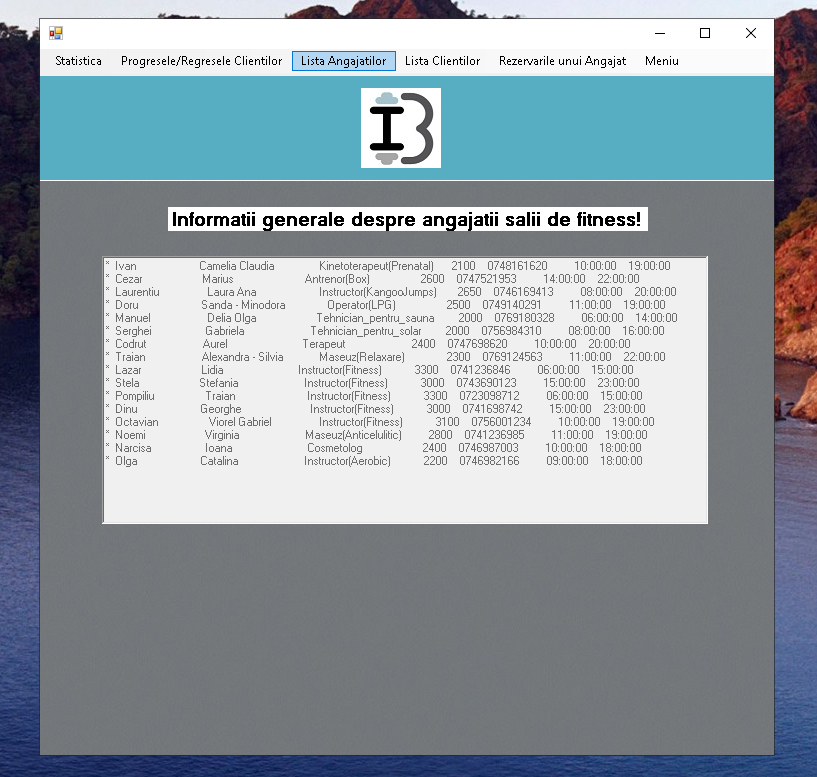 Statistica Progresele/Regresele Clientilor Lista Angajatilor Lista Clientilor Rezervarile unui Angajat Meniu
I3
Informatii generale despre angajatii salii de fitness!
* Ivan Camelia Claudia Kinetoterapeut(Prenatal) 2100 0748161620 10:00:00 19:00:00
* Cezar Marius Antrenor(Box) 2600 0747521953 14:00:00 22:00:00
* Laurentiu Laura Ana Instructor(KangooJumps) 2650 0746169413 08:00:00 20:00:00
* Doru Sanda - Minodora Operator(LPG) 2500 0749140291 11:00:00 19:00:00
* Manuel Delia Olga Tehnician_pentru_sauna 2000 0769180328 06:00:00 14:00:00
* Serghei Gabriela Tehnician_pentru_solar 2000 0756984310 08:00:00 16:00:00
* Codrut Aurel Terapeut 2400 0747698620 10:00:00 20:00:00
* Traian Alexandra - Silvia Maseuz(Relaxare) 2300 0769124563 11:00:00 22:00:00
* Lazar Lidia Instructor(Fitness) 3300 0741236846 06:00:00 15:00:00
* Stela Stefania Instructor(Fitness) 3000 0743690123 15:00:00 23:00:00
* Pompiliu Traian Instructor(Fitness) 3300 0723098712 06:00:00 15:00:00
* Dinu Georghe Instructor(Fitness) 3000 0741698742 15:00:00 23:00:00
* Octavian Viorel Gabriel Instructor(Fitness) 3100 0756001234 10:00:00 19:00:00
* Noemi Virginia Maseuz(Anticelulitic) 2800 0741236985 11:00:00 19:00:00
* Narcisa Ioana Cosmetolog 2400 0746987003 10:00:00 18:00:00
* Olga Catalina Instructor(Aerobic) 2200 0746982166 09:00:00 18:00:00